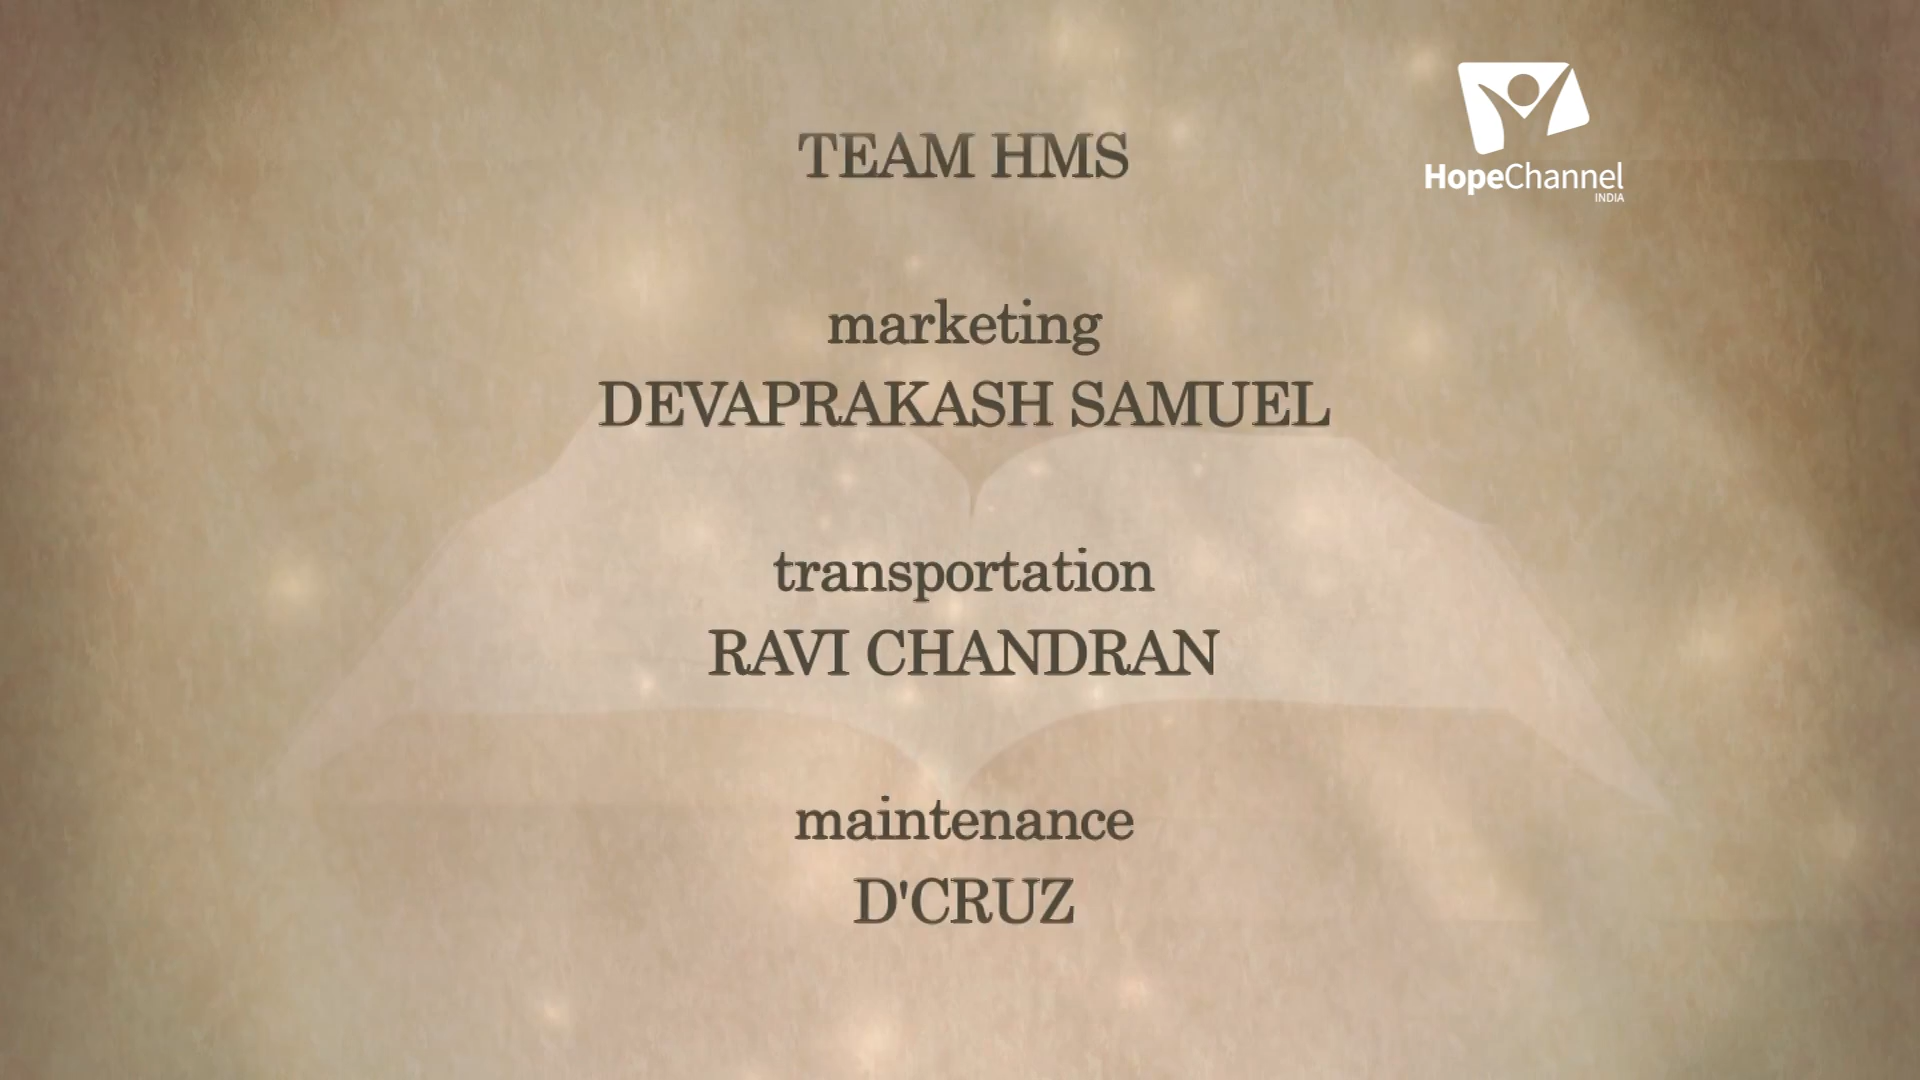 TEAM HMS
HopeChannel
INDIA
marketing
DEVAPRAKASH SAMUEL
transportation
RAVI CHANDRAN
maintenance
D'CRUZ